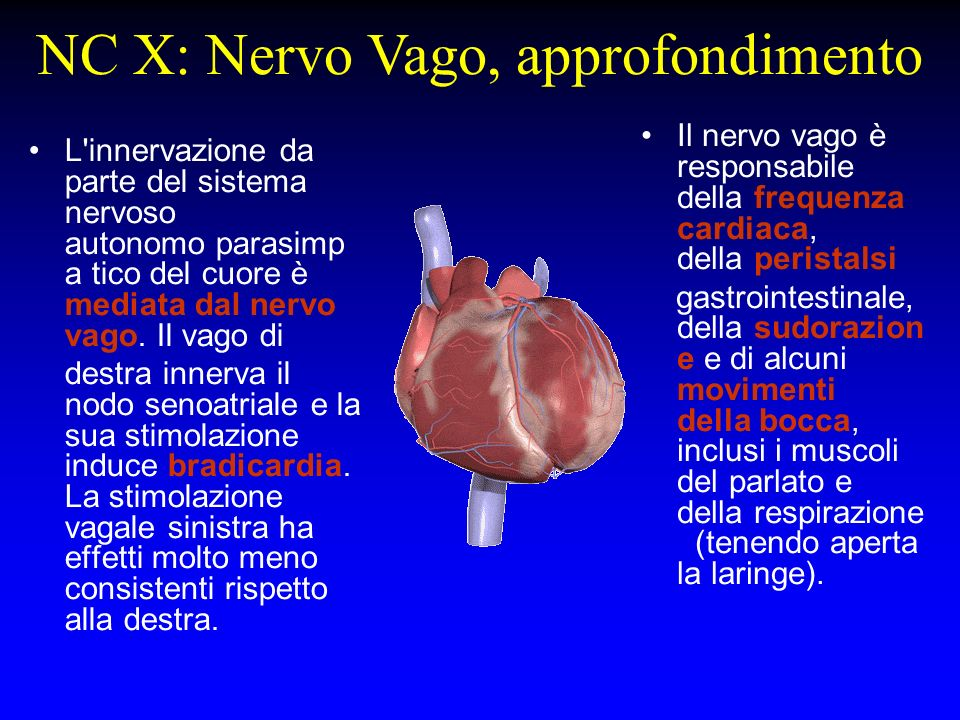 NC X: Nervo Vago, approfondimento
• L'innervazione da
parte del sistema
nervoso
autonomo parasimp
a tico del cuore è
mediata dal nervo
vago. Il vago di
destra innerva il
nodo senoatriale e la
sua stimolazione
induce bradicardia.
La stimolazione
vagale sinistra ha
effetti molto meno
consistenti rispetto
alla destra.
• Il nervo vago è
responsabile
della frequenza
cardiaca,
della peristalsi
gastrointestinale,
della sudorazion
e e di alcuni
movimenti
della bocca,
inclusi i muscoli
del parlato e
della respirazione
(tenendo aperta
la laringe).